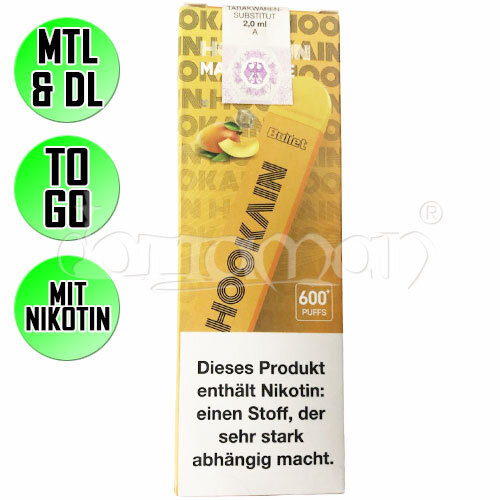 MTL
& DL
TO
GO
MIT
NIKOTIN
TABAKWAREN-
SUBSTITUT
2,0 ml
A
Bullet
HOOKAIN
600+
PUFFS
Dieses Produkt
enthält Nikotin:
einen Stoff, der
sehr stark
abhängig macht.